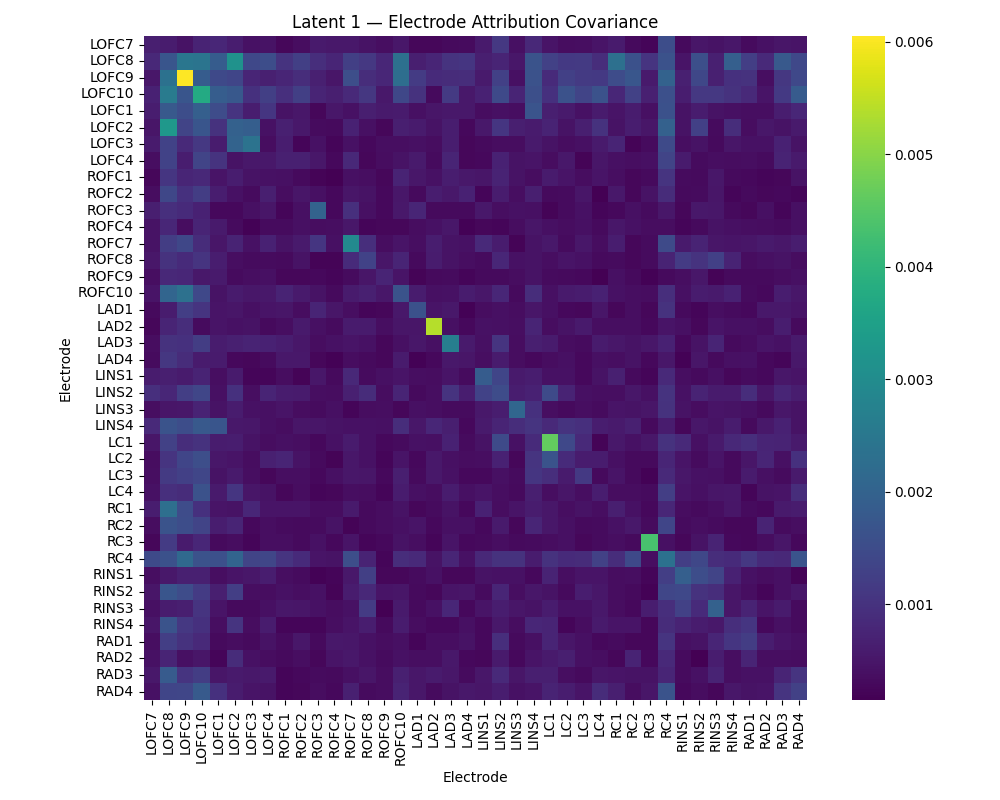 Latent 1 — Electrode Attribution Covariance
LOFC7
LOFC8
LOFC9
LOFC10
LOFC1
LOFC2
LOFC3
LOFC4
ROFC1
ROFC2
ROFC3
ROFC4
ROFC7
ROFC8
ROFC9
ROFC10
LAD1
LAD2
LAD3
LAD4
LINS1
LINS2
LINS3
LINS4
LC1
LC2
LC3
LC4
RC1
RC2
RC3
RC4
RINS1
RINS2
RINS3
RINS4
RAD1
RAD2
RAD3
RAD4
Electrode
LOFC7
LOFC8
LOFC9
LOFC10
LOFC1
LOFC2
LOFC3
LOFC4
ROFC1
ROFC2
ROFC3
ROFC4
ROFC7
ROFC8
ROFC9
ROFC10
LAD1
LAD2
LAD3
LAD4
LINS1
LINS2
LINS3
LINS4
LC1
LC2
LC3
LC4
RC1
RC2
RC3
RC4
RINS1
RINS2
RINS3
RINS4
RAD1
RAD2
RAD3
RAD4
Electrode
0.006
0.005
0.004
0.003
0.002
0.001